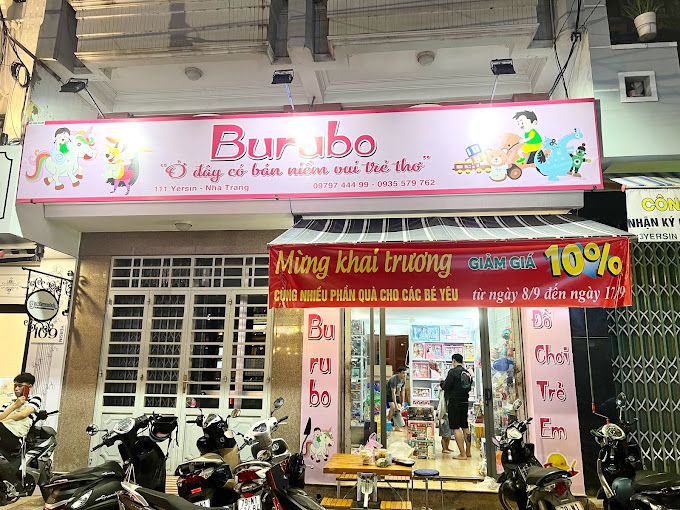 Burubo
"Ở đây có bán niềm vui trẻ thơ"
111 Yersin - Nha Trang
09797 444 99 - 0935 579 762
Mừng khai trương
GIẢM GIÁ 10%
CÙNG NHIỀU PHẦN QUÀ CHO CÁC BÉ YÊU
từ ngày 8/9 đến ngày 17/9
Bu
ru
bo
Đồ
Chơi
Trẻ
Em
CÔN
NHẬN KÝ
YERSIN
109